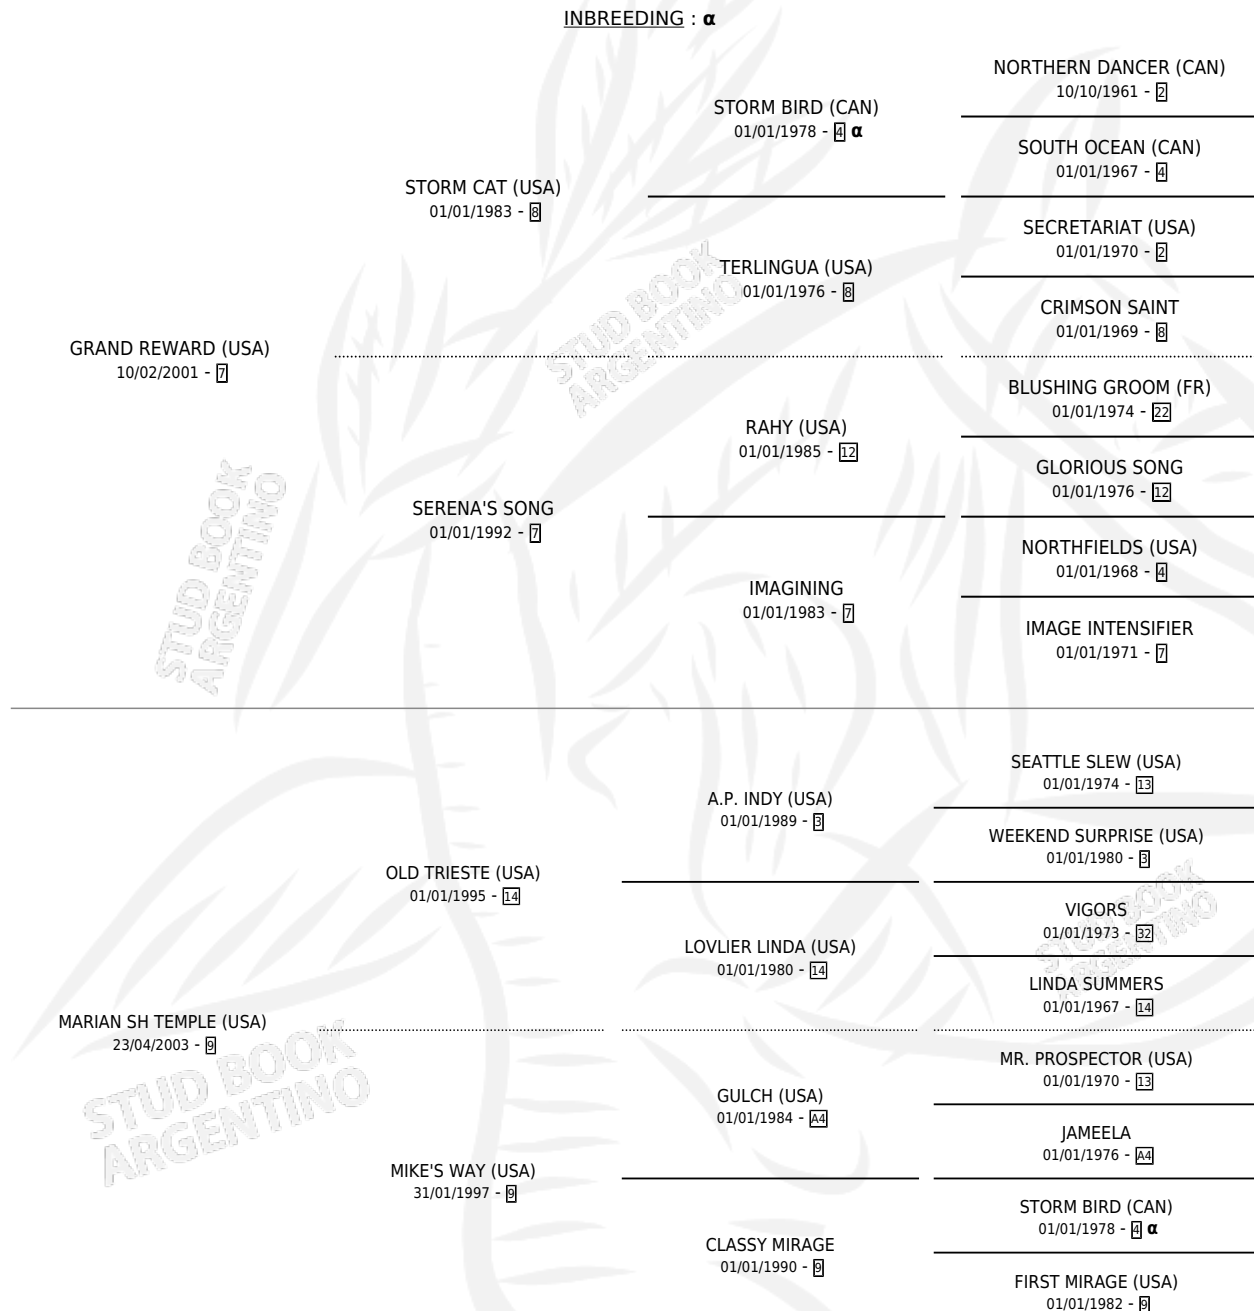 INBREEDING : α
NORTHERN DANCER (CAN)
10/10/1961 - 2
STORM BIRD (CAN)
01/01/1978 - 4 α
SOUTH OCEAN (CAN)
01/01/1967 - 4
STORM CAT (USA)
01/01/1983 - 8
SECRETARIAT (USA)
01/01/1970 - 2
TERLINGUA (USA)
01/01/1976 - 8
CRIMSON SAINT
01/01/1969 - 8
GRAND REWARD (USA)
10/02/2001 - 7
BLUSHING GROOM (FR)
01/01/1974 - 22
RAHY (USA)
01/01/1985 - 12
GLORIOUS SONG
01/01/1976 - 12
SERENA'S SONG
01/01/1992 - 7
NORTHFIELDS (USA)
01/01/1968 - 4
IMAGINING
01/01/1983 - 7
IMAGE INTENSIFIER
01/01/1971 - 7
SEATTLE SLEW (USA)
01/01/1974 - 13
A.P. INDY (USA)
01/01/1989 - 3
WEEKEND SURPRISE (USA)
01/01/1980 - 3
OLD TRIESTE (USA)
01/01/1995 - 14
VIGORS
01/01/1973 - 32
LOVLIER LINDA (USA)
01/01/1980 - 14
LINDA SUMMERS
01/01/1967 - 14
MARIAN SH TEMPLE (USA)
23/04/2003 - 9
MR. PROSPECTOR (USA)
01/01/1970 - 13
GULCH (USA)
01/01/1984 - A4
JAMEELA
01/01/1976 - A4
MIKE'S WAY (USA)
31/01/1997 - 9
STORM BIRD (CAN)
01/01/1978 - 4 α
CLASSY MIRAGE
01/01/1990 - 9
FIRST MIRAGE (USA)
01/01/1982 - 9
STUD BOOK
ARGENTINO
STUD BOOK
ARGENTINO
STUD BOOK
ARGENTINO
STUD BOOK
ARGENTINO